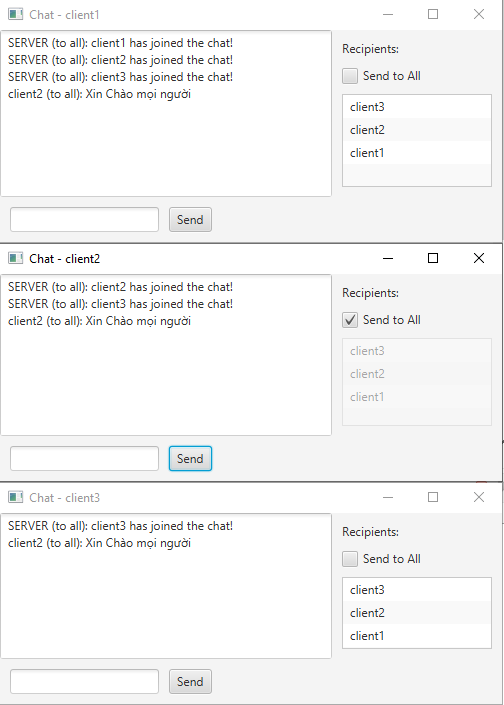 Chat - client1
SERVER (to all): client1 has joined the chat!
SERVER (to all): client2 has joined the chat!
SERVER (to all): client3 has joined the chat!
client2 (to all): Xin Chào mọi người
Recipients:
Send to All
client3
client2
client1
Send
Chat - client2
SERVER (to all): client2 has joined the chat!
SERVER (to all): client3 has joined the chat!
client2 (to all): Xin Chào mọi người
Recipients:
Send to All
client3
client2
client1
Send
Chat - client3
SERVER (to all): client3 has joined the chat!
client2 (to all): Xin Chào mọi người
Recipients:
Send to All
client3
client2
client1
Send